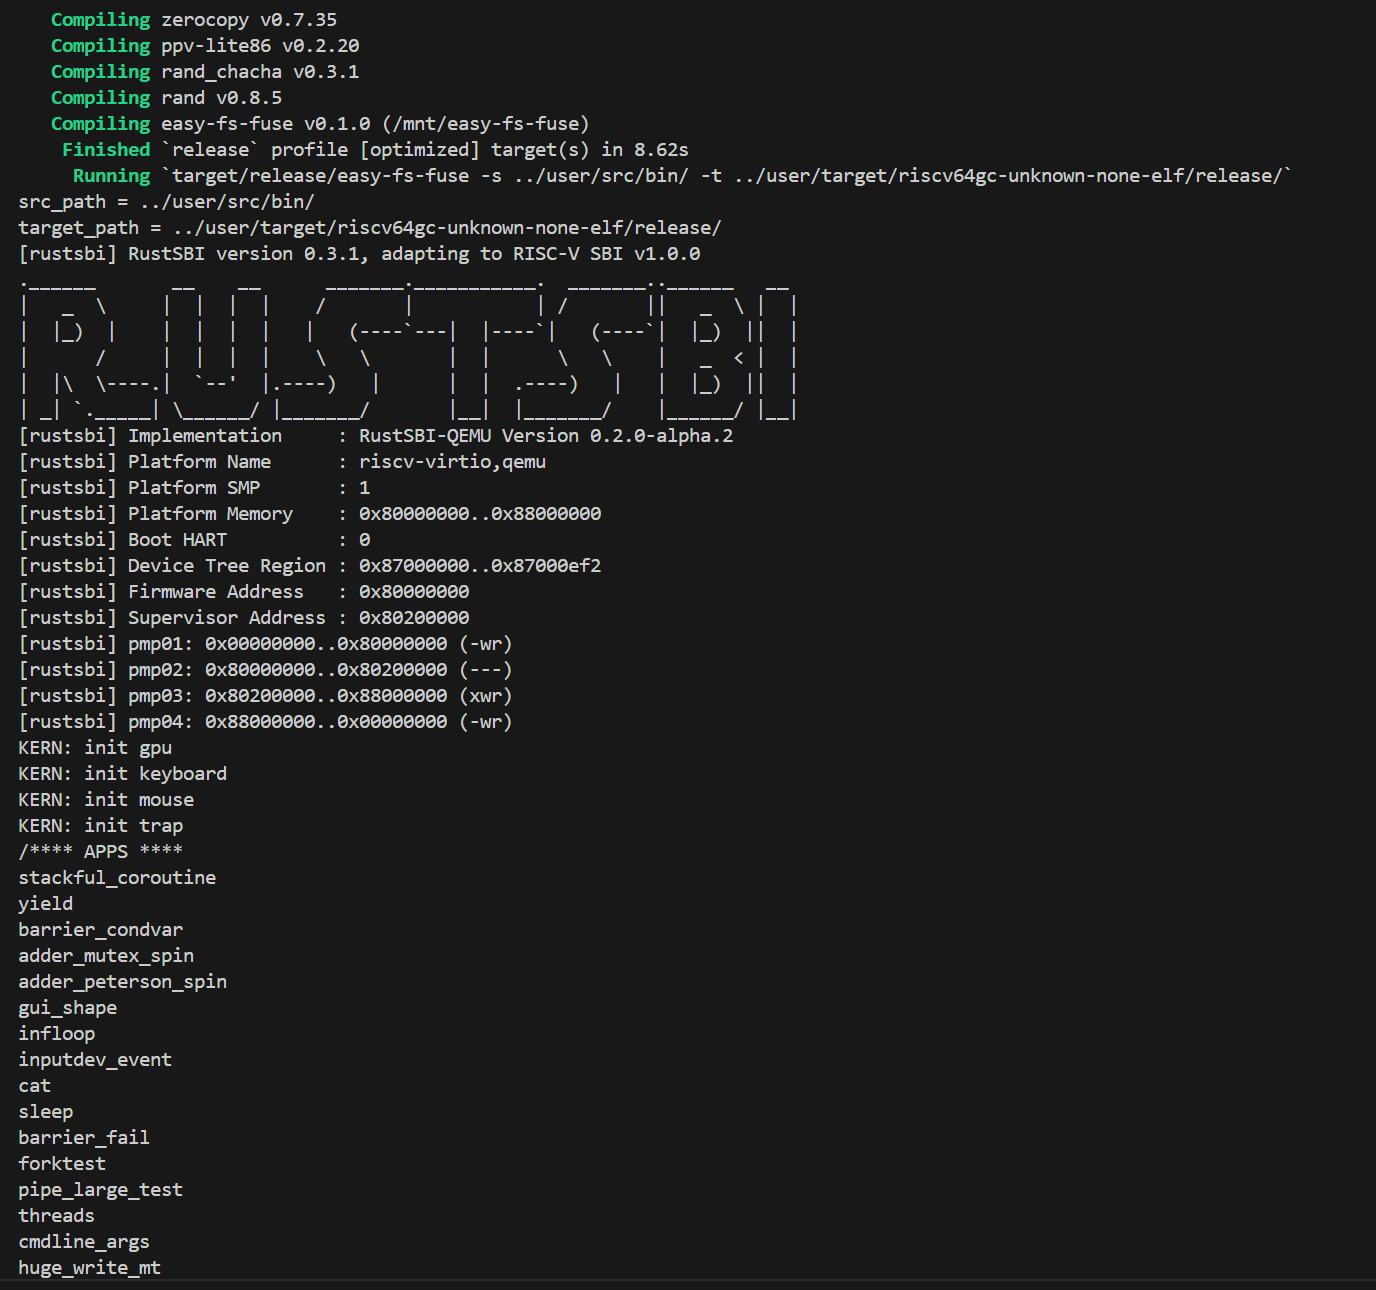 Compiling zerocopy v0.7.35
Compiling ppv-lite86 v0.2.20
Compiling rand_chacha v0.3.1
Compiling rand v0.8.5
Compiling easy-fs-fuse v0.1.0 (/mnt/easy-fs-fuse)
Finished `release` profile [optimized] target(s) in 8.62s
Running `target/release/easy-fs-fuse -s ../user/src/bin/ -t ../user/target/riscv64gc-unknown-none-elf/release/`
src_path = ../user/src/bin/
target_path = ../user/target/riscv64gc-unknown-none-elf/release/
[rustsbi] RustSBI version 0.3.1, adapting to RISC-V SBI v1.0.0
.______       __    __      _______.___________.  _______..______   __
|   _  \     |  |  |  |    /       |           | /       ||   _  \ |  |
|  |_) |    |  |  |  |   |   (----`---|  |----`|   (----`|  |_)  ||  |
|      /     |  |  |  |    \   \       |  |      \   \    |   _  < |  |
|  |\  \----.|  `--'  |.----)   |      |  |  .----)   |   |  |_)  ||  |
| _| `._____| \______/ |_______/       |__|  |_______/    |______/ |__|
[rustsbi] Implementation     : RustSBI-QEMU Version 0.2.0-alpha.2
[rustsbi] Platform Name      : riscv-virtio,qemu
[rustsbi] Platform SMP       : 1
[rustsbi] Platform Memory    : 0x80000000..0x88000000
[rustsbi] Boot HART          : 0
[rustsbi] Device Tree Region : 0x87000000..0x87000ef2
[rustsbi] Firmware Address   : 0x80000000
[rustsbi] Supervisor Address : 0x80200000
[rustsbi] pmp01: 0x00000000..0x80000000 (-wr)
[rustsbi] pmp02: 0x80000000..0x80200000 (---)
[rustsbi] pmp03: 0x80200000..0x88000000 (xwr)
[rustsbi] pmp04: 0x88000000..0x00000000 (-wr)
KERN: init gpu
KERN: init keyboard
KERN: init mouse
KERN: init trap
/**** APPS ****
stackful_coroutine
yield
barrier_condvar
adder_mutex_spin
adder_peterson_spin
gui_shape
infloop
inputdev_event
cat
sleep
barrier_fail
forktest
pipe_large_test
threads
cmdline_args
huge_write_mt